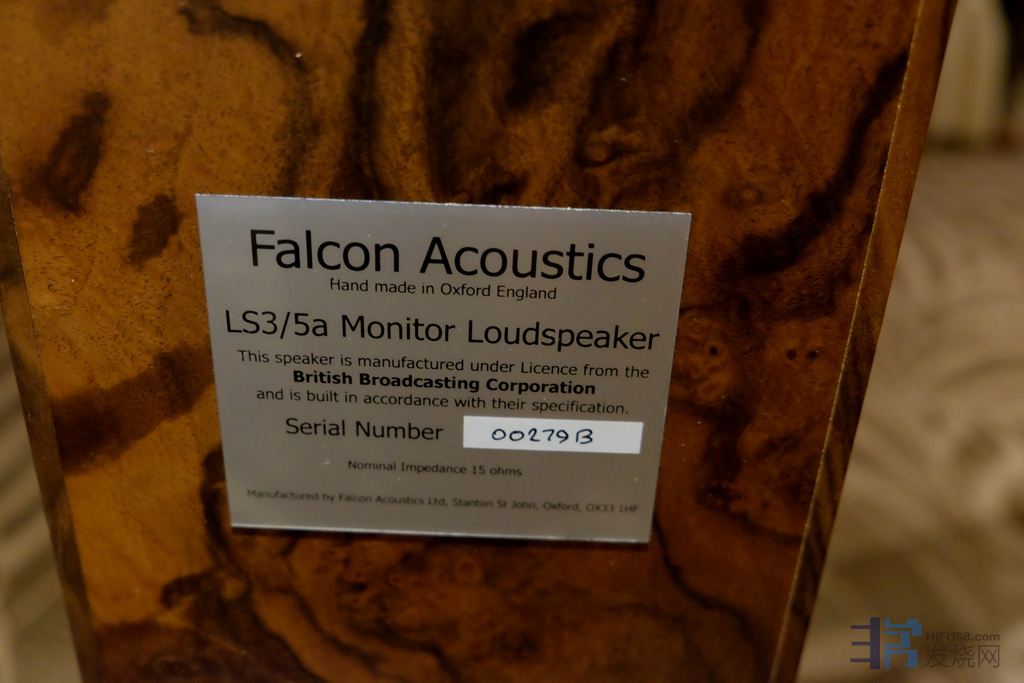 Falcon Acoustics
Hand made in Oxford England
LS3/5a Monitor Loudspeaker
This speaker is manufactured under Licence from the
British Broadcasting Corporation
and is built in accordance with their specification.
Serial Number 00279B
Nominal Impedance 15 ohms
Manufactured by Falcon Acoustics Ltd, Stanton St John, Oxford, OX33 1HF
HIFI168.com
发烧网